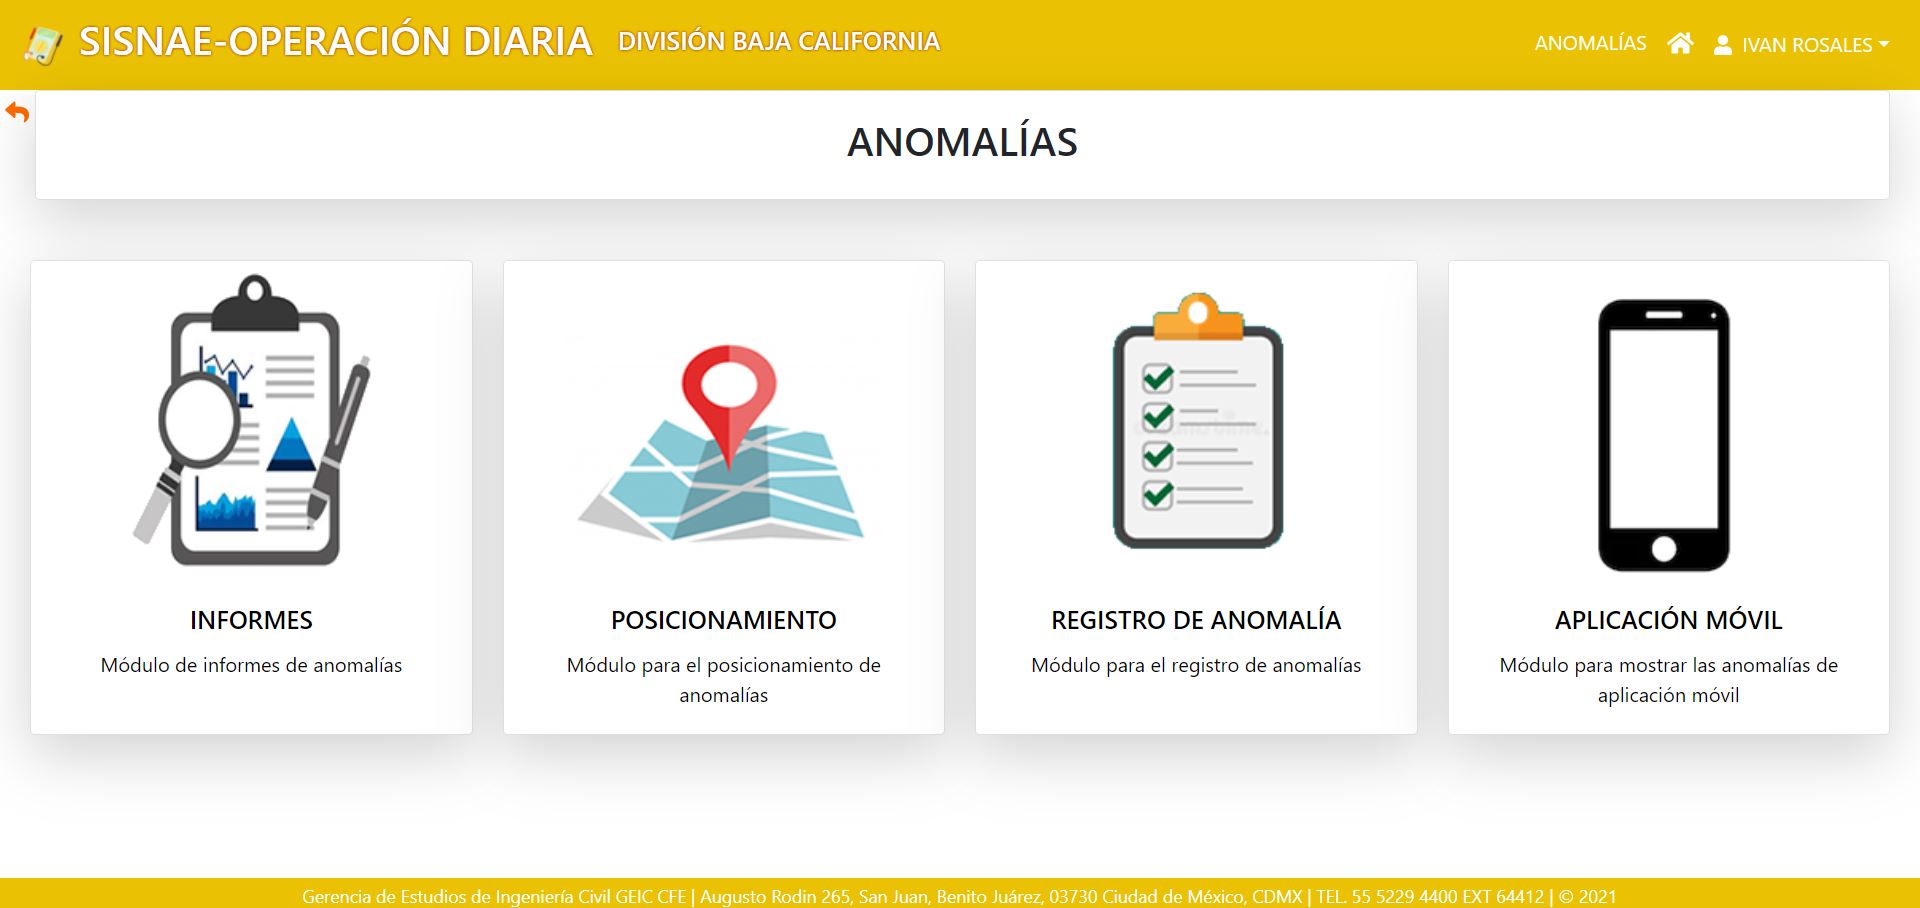 SISNAE-OPERACIÓN DIARIA DIVISIÓN BAJA CALIFORNIA ANOMALÍAS IVAN ROSALES
ANOMALÍAS
INFORMES
Módulo de informes de anomalías
POSICIONAMIENTO
Módulo para el posicionamiento de
anomalías
REGISTRO DE ANOMALÍA
Módulo para el registro de anomalías
APLICACIÓN MÓVIL
Módulo para mostrar las anomalías de
aplicación móvil
Gerencia de Estudios de Ingeniería Civil GEIC CFE | Augusto Rodin 265, San Juan, Benito Juárez, 03730 Ciudad de México, CDMX | TEL. 55 5229 4400 EXT 64412 | © 2021